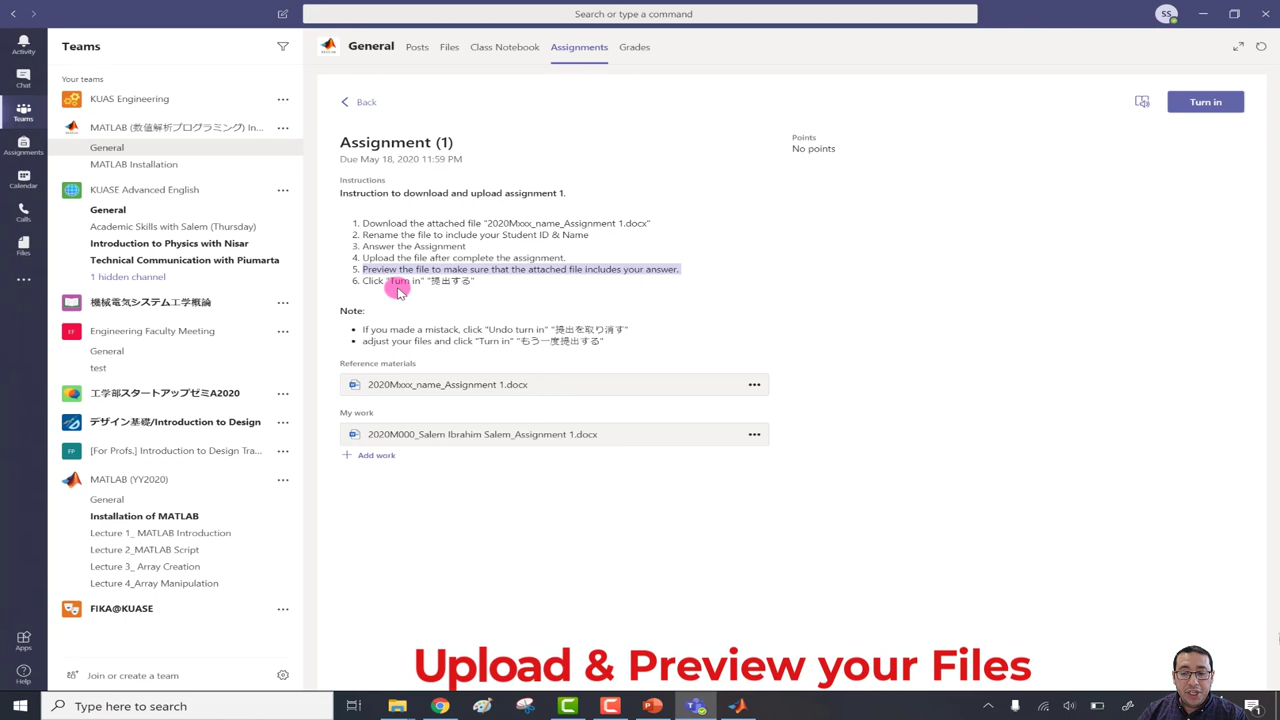 Search or type a command
SS
Activity
Chat
Teams
Assignments
Calendar
Calls
Files
Apps
Help
Teams
Your teams
KUAS Engineering
MATLAB (数値解析プログラミング) In...
General
MATLAB Installation
KUASE Advanced English
General
Academic Skills with Salem (Thursday)
Introduction to Physics with Nisar
Technical Communication with Piumarta
1 hidden channel
機械電気システム工学概論
EF Engineering Faculty Meeting
General
test
工学部スタートアップゼミA2020
デザイン基礎/Introduction to Design
FP [For Profs.] Introduction to Design Tra...
MATLAB (YY2020)
General
Installation of MATLAB
Lecture 1_ MATLAB Introduction
Lecture 2_MATLAB Script
Lecture 3_ Array Creation
Lecture 4_Array Manipulation
FIKA@KUASE
Join or create a team
General Posts Files Class Notebook Assignments Grades
Back
Turn in
Assignment (1)
Due May 18, 2020 11:59 PM
Points
No points
Instructions
Instruction to download and upload assignment 1.
1. Download the attached file "2020Mxxx_name_Assignment 1.docx"
2. Rename the file to include your Student ID & Name
3. Answer the Assignment
4. Upload the file after complete the assignment.
5. Preview the file to make sure that the attached file includes your answer.
6. Click "Turn in" "提出する"
Note:
• If you made a mistack, click "Undo turn in" "提出を取り消す"
• adjust your files and click "Turn in" "もう一度提出する"
Reference materials
2020Mxxx_name_Assignment 1.docx
My work
2020M000_Salem Ibrahim Salem_Assignment 1.docx
Add work
Upload & Preview your Files
Type here to search